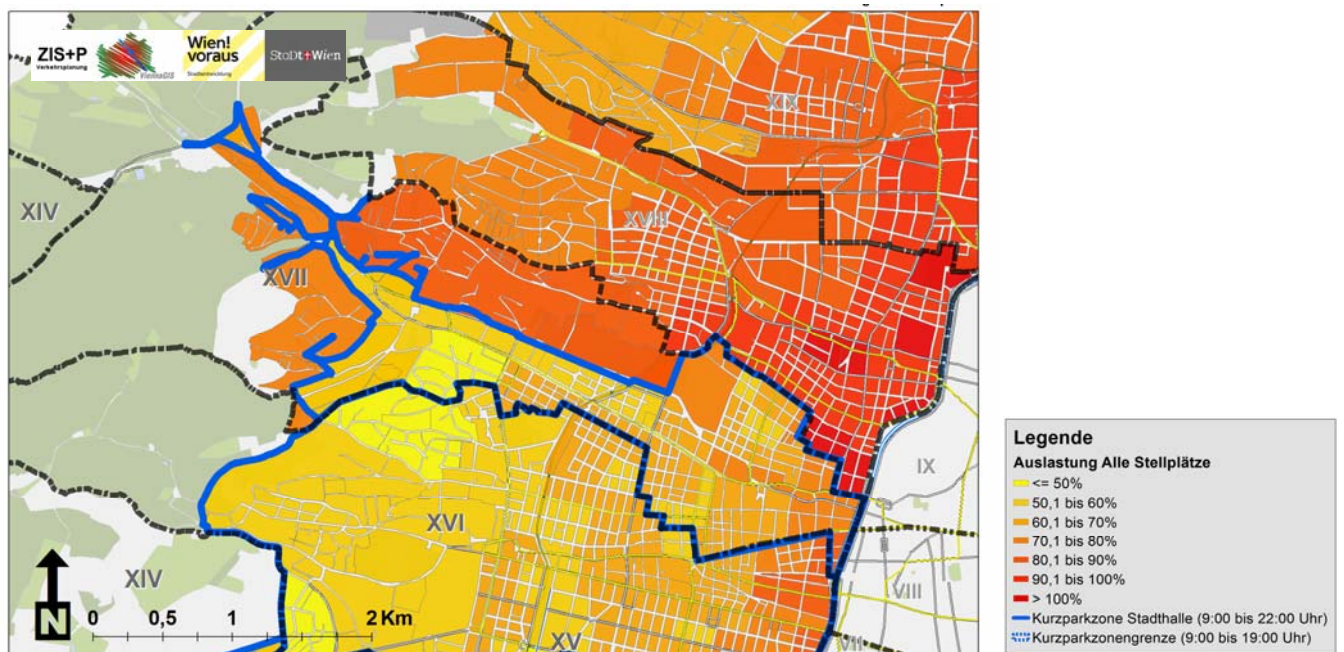 ZIS+P
Verkehrsplanung
ViennaGIS
Wien!
voraus
Stadtentwicklung
StaDt Wien
XIX
XIV
XVIII
XVII
IX
XVI
XIV
VIII
XV
VII
N
0 0,5 1 2 Km
Legende
Auslastung Alle Stellplätze
<= 50%
50,1 bis 60%
60,1 bis 70%
70,1 bis 80%
80,1 bis 90%
90,1 bis 100%
> 100%
Kurzparkzone Stadthalle (9:00 bis 22:00 Uhr)
Kurzparkzonengrenze (9:00 bis 19:00 Uhr)